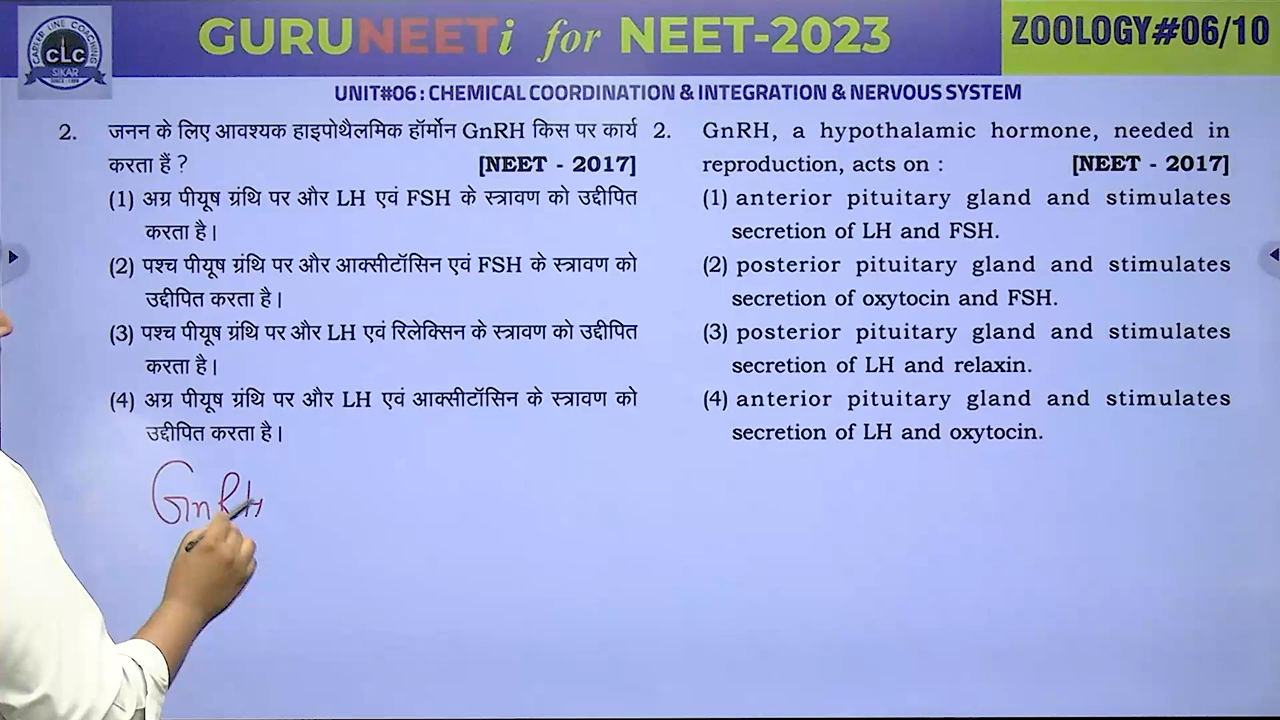 CAREER LINE COACHING
CLC
SIKAR
GURUNEETi for NEET-2023
ZOOLOGY#06/10
UNIT#06 : CHEMICAL COORDINATION & INTEGRATION & NERVOUS SYSTEM
2. जनन के लिए आवश्यक हाइपोथैलमिक हॉर्मोन GnRH किस पर कार्य
करता हैं ? [NEET - 2017]
(1) अग्र पीयूष ग्रंथि पर और LH एवं FSH के स्त्रावण को उद्दीपित
करता है।
(2) पश्च पीयूष ग्रंथि पर और आक्सीटॉसिन एवं FSH के स्त्रावण को
उद्दीपित करता है।
(3) पश्च पीयूष ग्रंथि पर और LH एवं रिलेक्सिन के स्त्रावण को उद्दीपित
करता है।
(4) अग्र पीयूष ग्रंथि पर और LH एवं आक्सीटॉसिन के स्त्रावण को
उद्दीपित करता है।
GnRH
2. GnRH, a hypothalamic hormone, needed in
reproduction, acts on : [NEET - 2017]
(1) anterior pituitary gland and stimulates
secretion of LH and FSH.
(2) posterior pituitary gland and stimulates
secretion of oxytocin and FSH.
(3) posterior pituitary gland and stimulates
secretion of LH and relaxin.
(4) anterior pituitary gland and stimulates
secretion of LH and oxytocin.